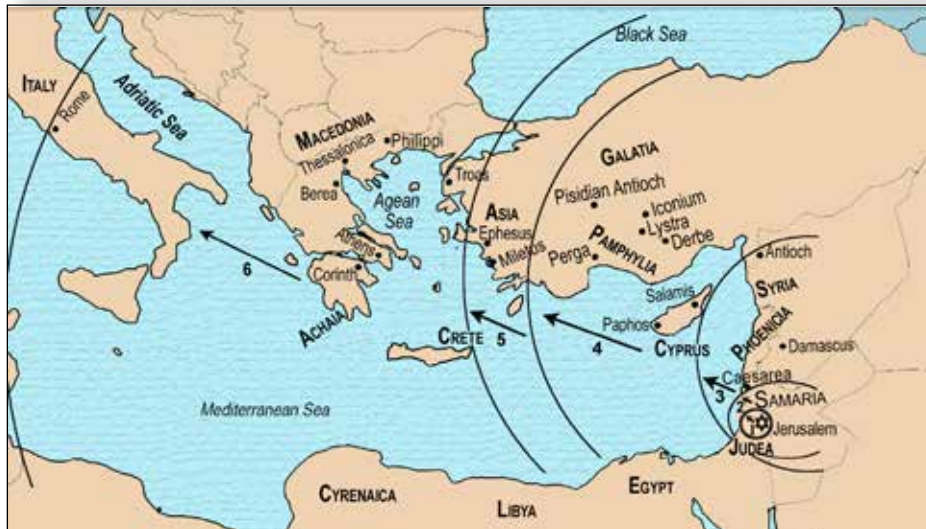 Black Sea
ITALY
Rome
Adriatic Sea
MACEDONIA
Thessalonica
Philippi
Berea
Agean
Sea
Troas
GALATIA
Pisidian Antioch
Iconium
Lystra
Derbe
ASIA
Ephesus
Miletos
PAMPHYLIA
Perga
Athens
Corinth
ACHAIA
6
Antioch
SYRIA
Salamis
Paphos
CYPRUS
PHOENICIA
Damascus
CRETE
5
4
3
Caesarea
2
SAMARIA
1
Jerusalem
JUDEA
Mediterranean Sea
CYRENAICA
LIBYA
EGYPT